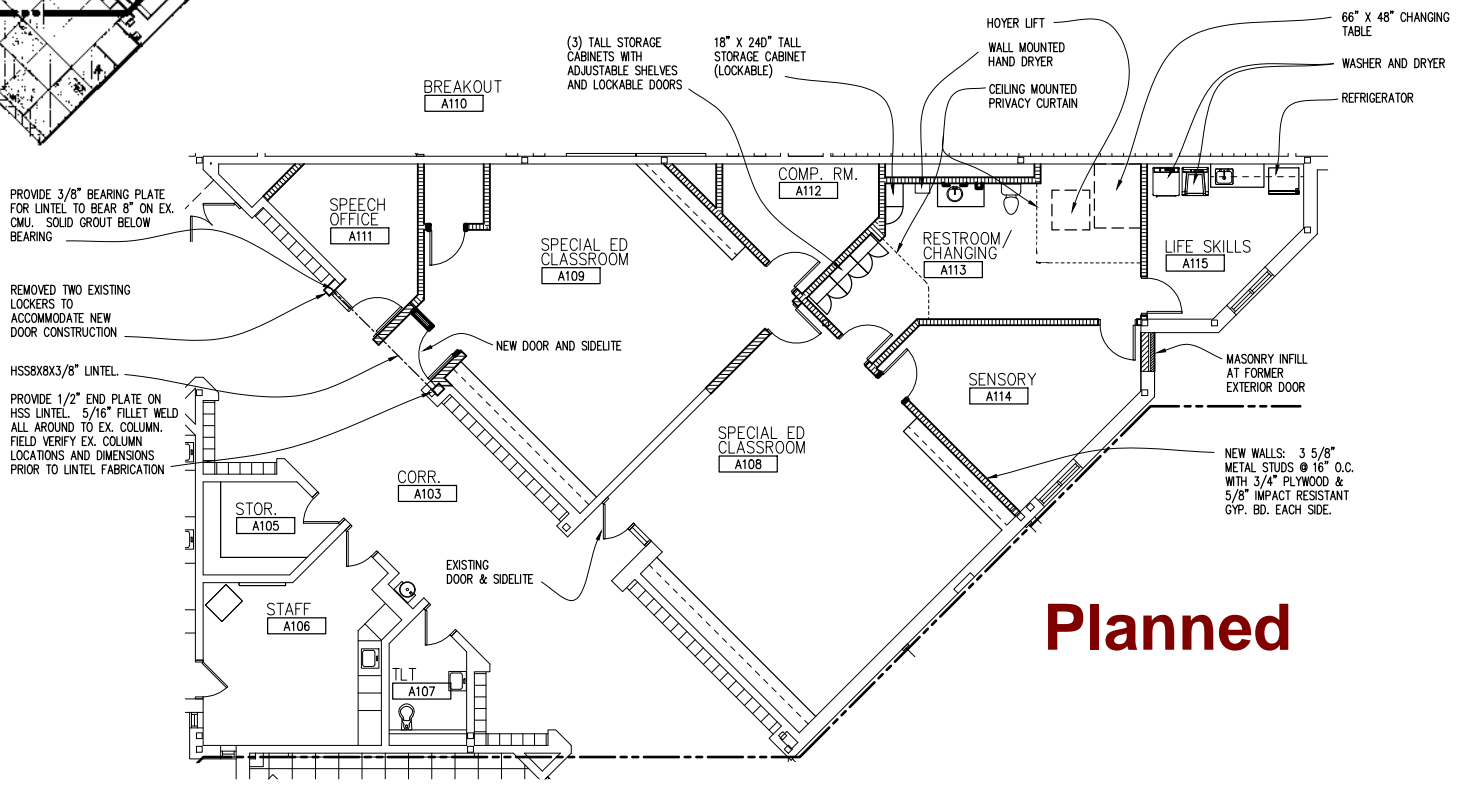 HOYER LIFT
66" X 48" CHANGING
TABLE
(3) TALL STORAGE
CABINETS WITH
ADJUSTABLE SHELVES
AND LOCKABLE DOORS
18" X 24D" TALL
STORAGE CABINET
(LOCKABLE)
WALL MOUNTED
HAND DRYER
WASHER AND DRYER
CEILING MOUNTED
PRIVACY CURTAIN
REFRIGERATOR
BREAKOUT
A110
PROVIDE 3/8" BEARING PLATE
FOR LINTEL TO BEAR 8" ON EX.
CMU.  SOLID GROUT BELOW
BEARING
SPEECH
OFFICE
A111
COMP. RM.
A112
SPECIAL ED
CLASSROOM
A109
RESTROOM/
CHANGING
A113
LIFE SKILLS
A115
REMOVED TWO EXISTING
LOCKERS TO
ACCOMMODATE NEW
DOOR CONSTRUCTION
NEW DOOR AND SIDELITE
HSS8X8X3/8" LINTEL.
MASONRY INFILL
AT FORMER
EXTERIOR DOOR
SENSORY
A114
PROVIDE 1/2" END PLATE ON
HSS LINTEL.  5/16" FILLET WELD
ALL AROUND TO EX. COLUMN.
FIELD VERIFY EX. COLUMN
LOCATIONS AND DIMENSIONS
PRIOR TO LINTEL FABRICATION
SPECIAL ED
CLASSROOM
A108
NEW WALLS:  3 5/8"
METAL STUDS @ 16" O.C.
WITH 3/4" PLYWOOD &
5/8" IMPACT RESISTANT
GYP. BD. EACH SIDE.
CORR.
A103
STOR.
A105
EXISTING
DOOR & SIDELITE
STAFF
A106
Planned
TLT
A107